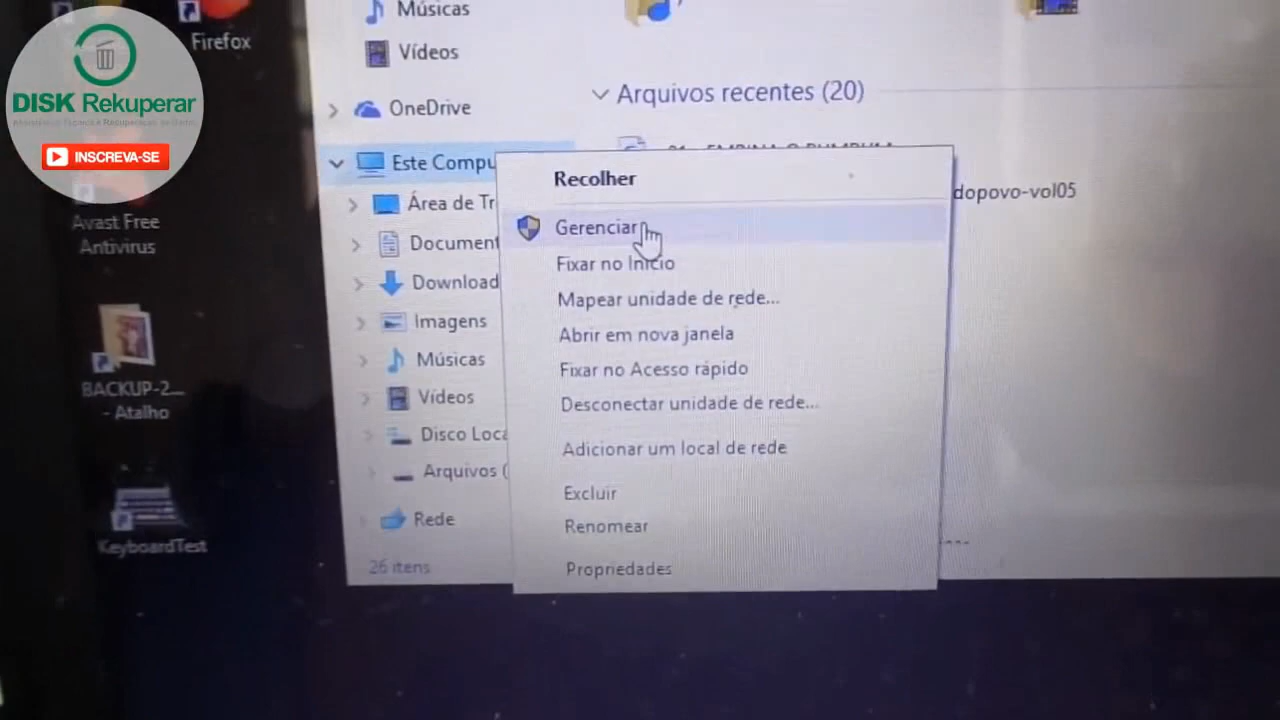 Firefox
DISK Rekuperar
INSCREVA-SE
Avast Free
Antivirus
BACKUP-2...
- Atalho
KeyboardTest
Músicas
Vídeos
OneDrive
Este Compu
Área de Tr
Document
Download
Imagens
Músicas
Vídeos
Disco Loca
Arquivos (
Rede
26 itens
Arquivos recentes (20)
dopovo-vol05
Recolher
Gerenciar
Fixar no Início
Mapear unidade de rede...
Abrir em nova janela
Fixar no Acesso rápido
Desconectar unidade de rede...
Adicionar um local de rede
Excluir
Renomear
Propriedades